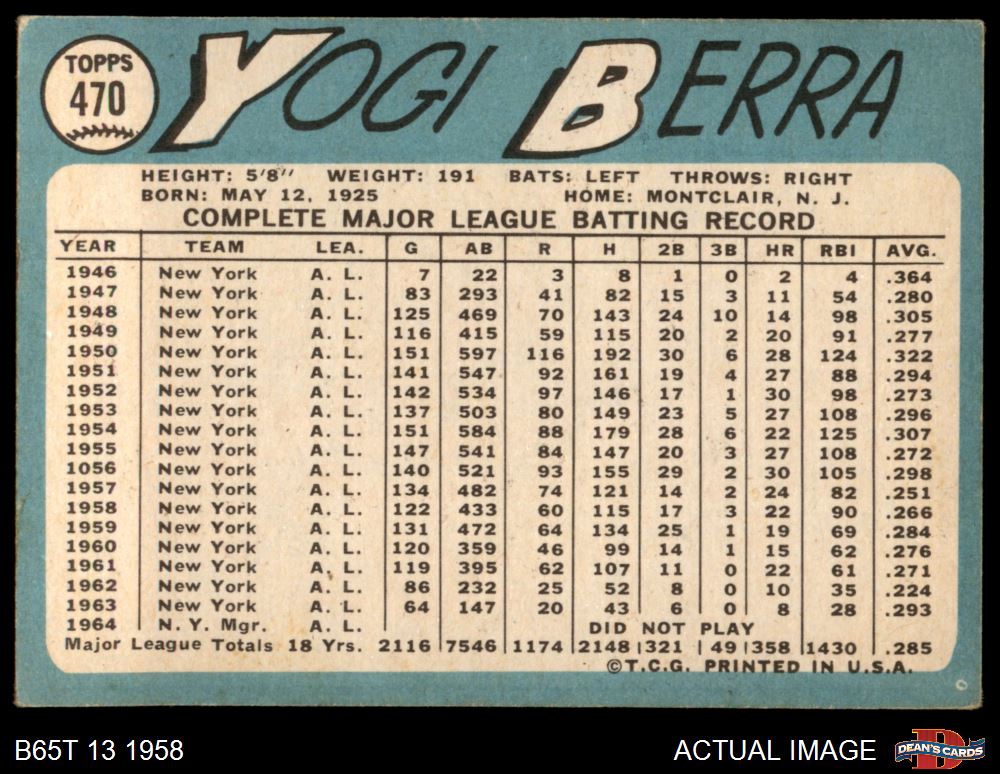 TOPPS
470
YOGI BERRA
HEIGHT: 5'8" WEIGHT: 191 BATS: LEFT THROWS: RIGHT
BORN: MAY 12, 1925 HOME: MONTCLAIR, N. J.
COMPLETE MAJOR LEAGUE BATTING RECORD
YEAR TEAM LEA. G AB R H 2B 3B HR RBI AVG.
1946 New York A. L. 7 22 3 8 1 0 2 4 .364
1947 New York A. L. 83 293 41 82 15 3 11 54 .280
1948 New York A. L. 125 469 70 143 24 10 14 98 .305
1949 New York A. L. 116 415 59 115 20 2 20 91 .277
1950 New York A. L. 151 597 116 192 30 6 28 124 .322
1951 New York A. L. 141 547 92 161 19 4 27 88 .294
1952 New York A. L. 142 534 97 146 17 1 30 98 .273
1953 New York A. L. 137 503 80 149 23 5 27 108 .296
1954 New York A. L. 151 584 88 179 28 6 22 125 .307
1955 New York A. L. 147 541 84 147 20 3 27 108 .272
1056 New York A. L. 140 521 93 155 29 2 30 105 .298
1957 New York A. L. 134 482 74 121 14 2 24 82 .251
1958 New York A. L. 122 433 60 115 17 3 22 90 .266
1959 New York A. L. 131 472 64 134 25 1 19 69 .284
1960 New York A. L. 120 359 46 99 14 1 15 62 .276
1961 New York A. L. 119 395 62 107 11 0 22 61 .271
1962 New York A. L. 86 232 25 52 8 0 10 35 .224
1963 New York A. L. 64 147 20 43 6 0 8 28 .293
1964 N. Y. Mgr. A. L. DID NOT PLAY
Major League Totals 18 Yrs. 2116 7546 1174 2148 321 49 358 1430 .285
©T.C.G. PRINTED IN U.S.A.
B65T 13 1958 ACTUAL IMAGE D DEAN'S CARDS